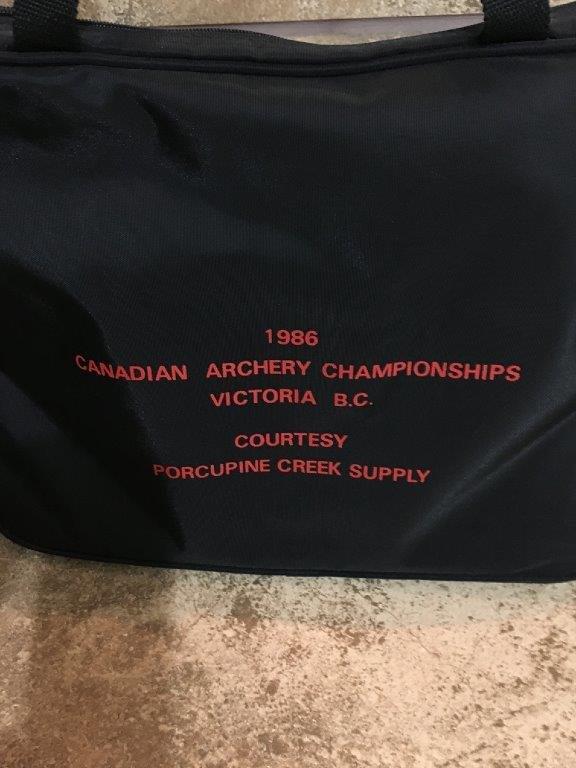 1986
CANADIAN ARCHERY CHAMPIONSHIPS
VICTORIA B.C.
COURTESY
PORCUPINE CREEK SUPPLY